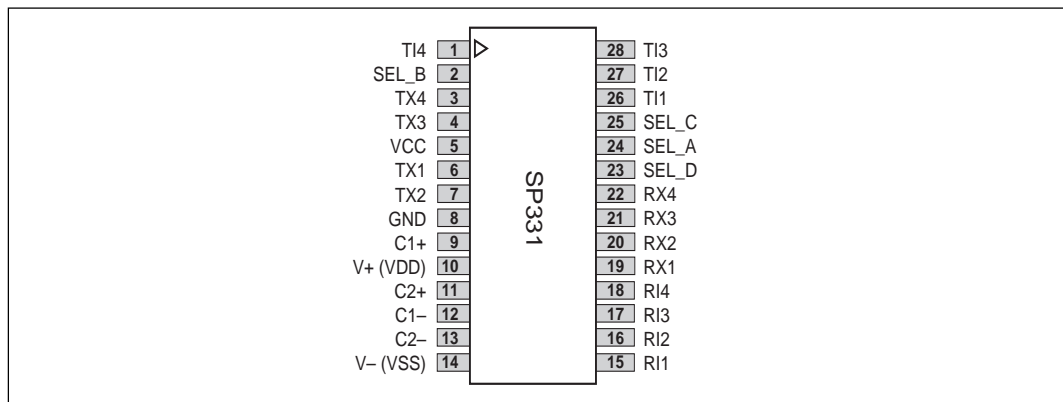 TI4 1 28 TI3
SEL_B 2 27 TI2
TX4 3 26 TI1
TX3 4 25 SEL_C
VCC 5 24 SEL_A
TX1 6 23 SEL_D
TX2 7 22 RX4
GND 8 21 RX3
C1+ 9 20 RX2
V+ (VDD) 10 19 RX1
C2+ 11 18 RI4
C1– 12 17 RI3
C2– 13 16 RI2
V– (VSS) 14 15 RI1
SP331